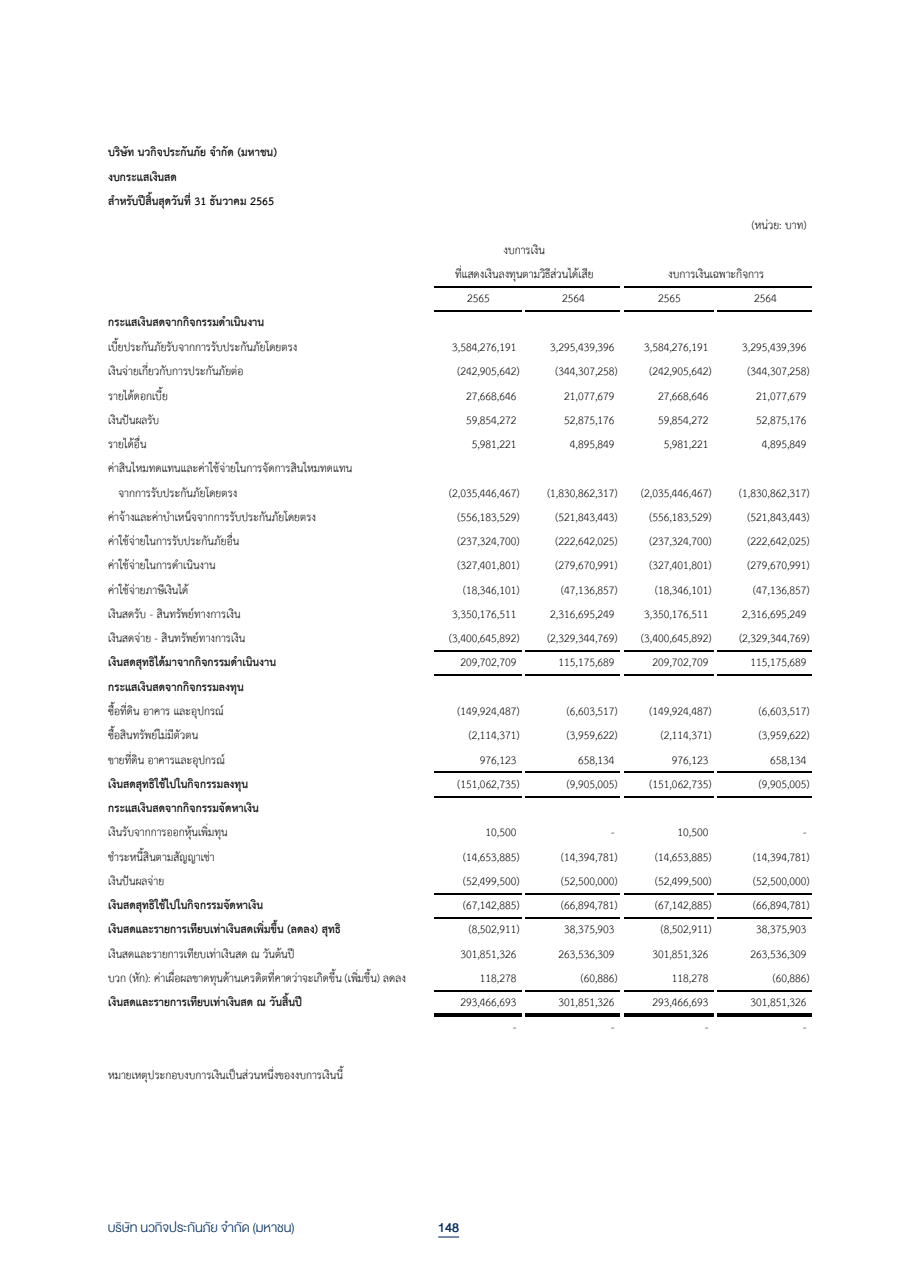 บริษัท นวกิจประกันภัย จำกัด (มหาชน)
งบกระแสเงินสด
สำหรับปีสิ้นสุดวันที่ 31 ธันวาคม 2565
(หน่วย: บาท)
งบการเงิน
ที่แสดงเงินลงทุนตามวิธีส่วนได้เสีย งบการเงินเฉพาะกิจการ
2565 2564 2565 2564
กระแสเงินสดจากกิจกรรมดำเนินงาน
เบี้ยประกันภัยรับจากการรับประกันภัยโดยตรง 3,584,276,191 3,295,439,396 3,584,276,191 3,295,439,396
เงินจ่ายเกี่ยวกับการประกันภัยต่อ (242,905,642) (344,307,258) (242,905,642) (344,307,258)
รายได้ดอกเบี้ย 27,668,646 21,077,679 27,668,646 21,077,679
เงินปันผลรับ 59,854,272 52,875,176 59,854,272 52,875,176
รายได้อื่น 5,981,221 4,895,849 5,981,221 4,895,849
ค่าสินไหมทดแทนและค่าใช้จ่ายในการจัดการสินไหมทดแทน
จากการรับประกันภัยโดยตรง (2,035,446,467) (1,830,862,317) (2,035,446,467) (1,830,862,317)
ค่าจ้างและค่าบำเหน็จจากการรับประกันภัยโดยตรง (556,183,529) (521,843,443) (556,183,529) (521,843,443)
ค่าใช้จ่ายในการรับประกันภัยอื่น (237,324,700) (222,642,025) (237,324,700) (222,642,025)
ค่าใช้จ่ายในการดำเนินงาน (327,401,801) (279,670,991) (327,401,801) (279,670,991)
ค่าใช้จ่ายภาษีเงินได้ (18,346,101) (47,136,857) (18,346,101) (47,136,857)
เงินสดรับ - สินทรัพย์ทางการเงิน 3,350,176,511 2,316,695,249 3,350,176,511 2,316,695,249
เงินสดจ่าย - สินทรัพย์ทางการเงิน (3,400,645,892) (2,329,344,769) (3,400,645,892) (2,329,344,769)
เงินสดสุทธิได้มาจากกิจกรรมดำเนินงาน 209,702,709 115,175,689 209,702,709 115,175,689
กระแสเงินสดจากกิจกรรมลงทุน
ซื้อที่ดิน อาคาร และอุปกรณ์ (149,924,487) (6,603,517) (149,924,487) (6,603,517)
ซื้อสินทรัพย์ไม่มีตัวตน (2,114,371) (3,959,622) (2,114,371) (3,959,622)
ขายที่ดิน อาคารและอุปกรณ์ 976,123 658,134 976,123 658,134
เงินสดสุทธิใช้ไปในกิจกรรมลงทุน (151,062,735) (9,905,005) (151,062,735) (9,905,005)
กระแสเงินสดจากกิจกรรมจัดหาเงิน
เงินรับจากการออกหุ้นเพิ่มทุน 10,500 - 10,500 -
ชำระหนี้สินตามสัญญาเช่า (14,653,885) (14,394,781) (14,653,885) (14,394,781)
เงินปันผลจ่าย (52,499,500) (52,500,000) (52,499,500) (52,500,000)
เงินสดสุทธิใช้ไปในกิจกรรมจัดหาเงิน (67,142,885) (66,894,781) (67,142,885) (66,894,781)
เงินสดและรายการเทียบเท่าเงินสดเพิ่มขึ้น (ลดลง) สุทธิ (8,502,911) 38,375,903 (8,502,911) 38,375,903
เงินสดและรายการเทียบเท่าเงินสด ณ วันต้นปี 301,851,326 263,536,309 301,851,326 263,536,309
บวก (หัก): ค่าเผื่อผลขาดทุนด้านเครดิตที่คาดว่าจะเกิดขึ้น (เพิ่มขึ้น) ลดลง 118,278 (60,886) 118,278 (60,886)
เงินสดและรายการเทียบเท่าเงินสด ณ วันสิ้นปี 293,466,693 301,851,326 293,466,693 301,851,326
- - - -
หมายเหตุประกอบงบการเงินเป็นส่วนหนึ่งของงบการเงินนี้
บริษัท นวกิจประกันภัย จำกัด (มหาชน) 148